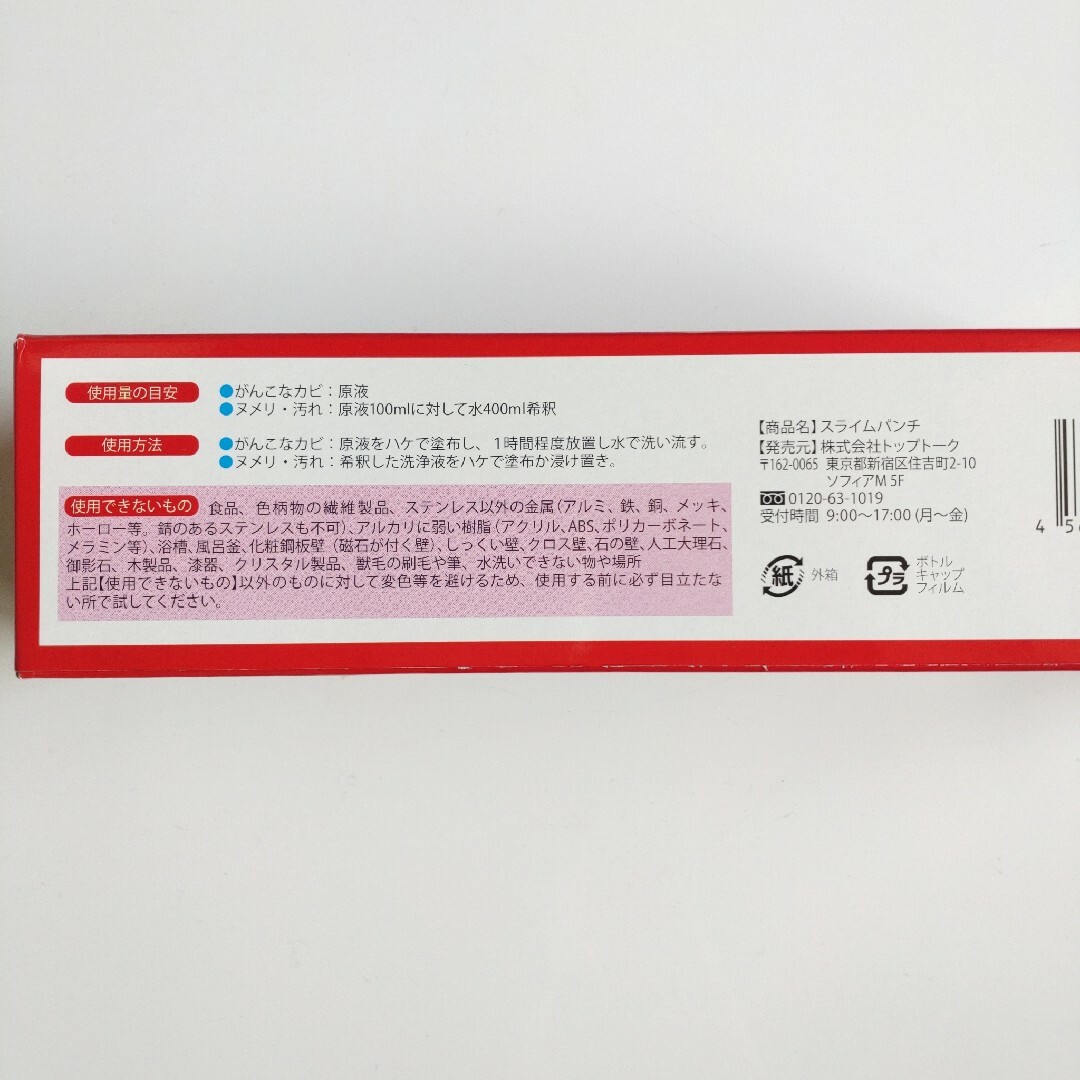 使用量の目安
●がんこなカビ：原液
●ヌメリ・汚れ：原液100mlに対して水400ml希釈
使用方法
●がんこなカビ：原液をハケで塗布し、1時間程度放置し水で洗い流す。
●ヌメリ・汚れ：希釈した洗浄液をハケで塗布か浸け置き。
使用できないもの 食品、色柄物の繊維製品、ステンレス以外の金属（アルミ、鉄、銅、メッキ、
ホーロー等。錆のあるステンレスも不可）、アルカリに弱い樹脂（アクリル、ABS、ポリカーボネート、
メラミン等）、浴槽、風呂釜、化粧鋼板壁（磁石が付く壁）、しっくい壁、クロス壁、石の壁、人工大理石、
御影石、木製品、漆器、クリスタル製品、獣毛の刷毛や筆、水洗いできない物や場所
上記【使用できないもの】以外のものに対して変色等を避けるため、使用する前に必ず目立たな
い所で試してください。
【商品名】スライムパンチ
【発売元】株式会社トップトーク
〒162-0065 東京都新宿区住吉町2-10
ソフィアM 5F
0120-63-1019
受付時間 9:00〜17:00 (月〜金)
紙 外箱
プラ ボトル
キャップ
フィルム
4 56